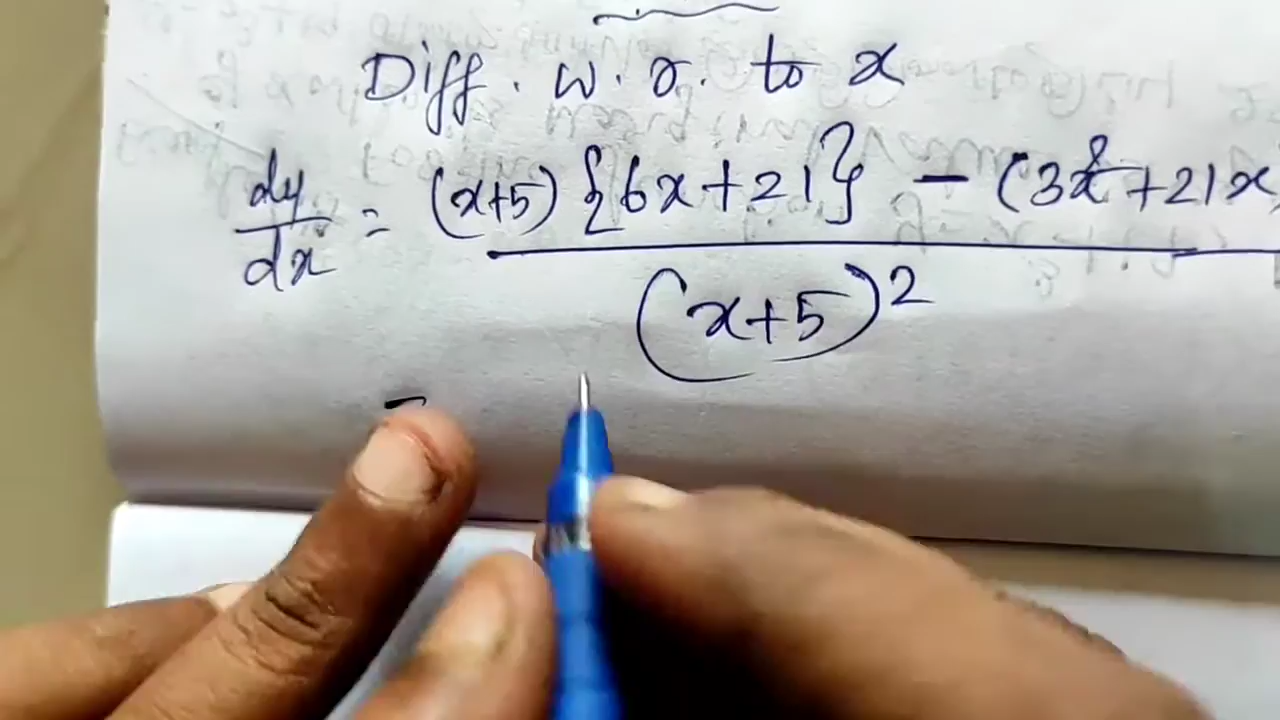 Diff. w.r. to x
dy/dx = (x+5) {6x+21} - (3x² + 21x)
(x+5)²